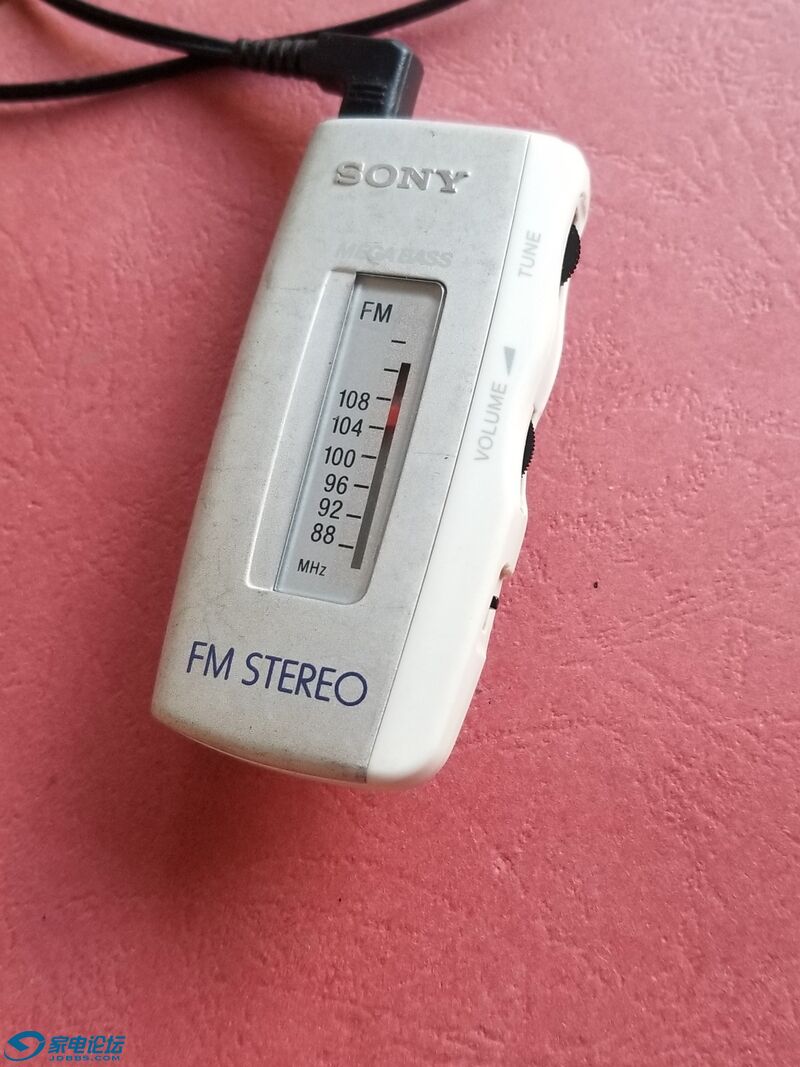 SONY
MEGA BASS
TUNE
FM
VOLUME
108
104
100
96
92
88
MHz
FM STEREO
家电论坛
JDBBS.COM